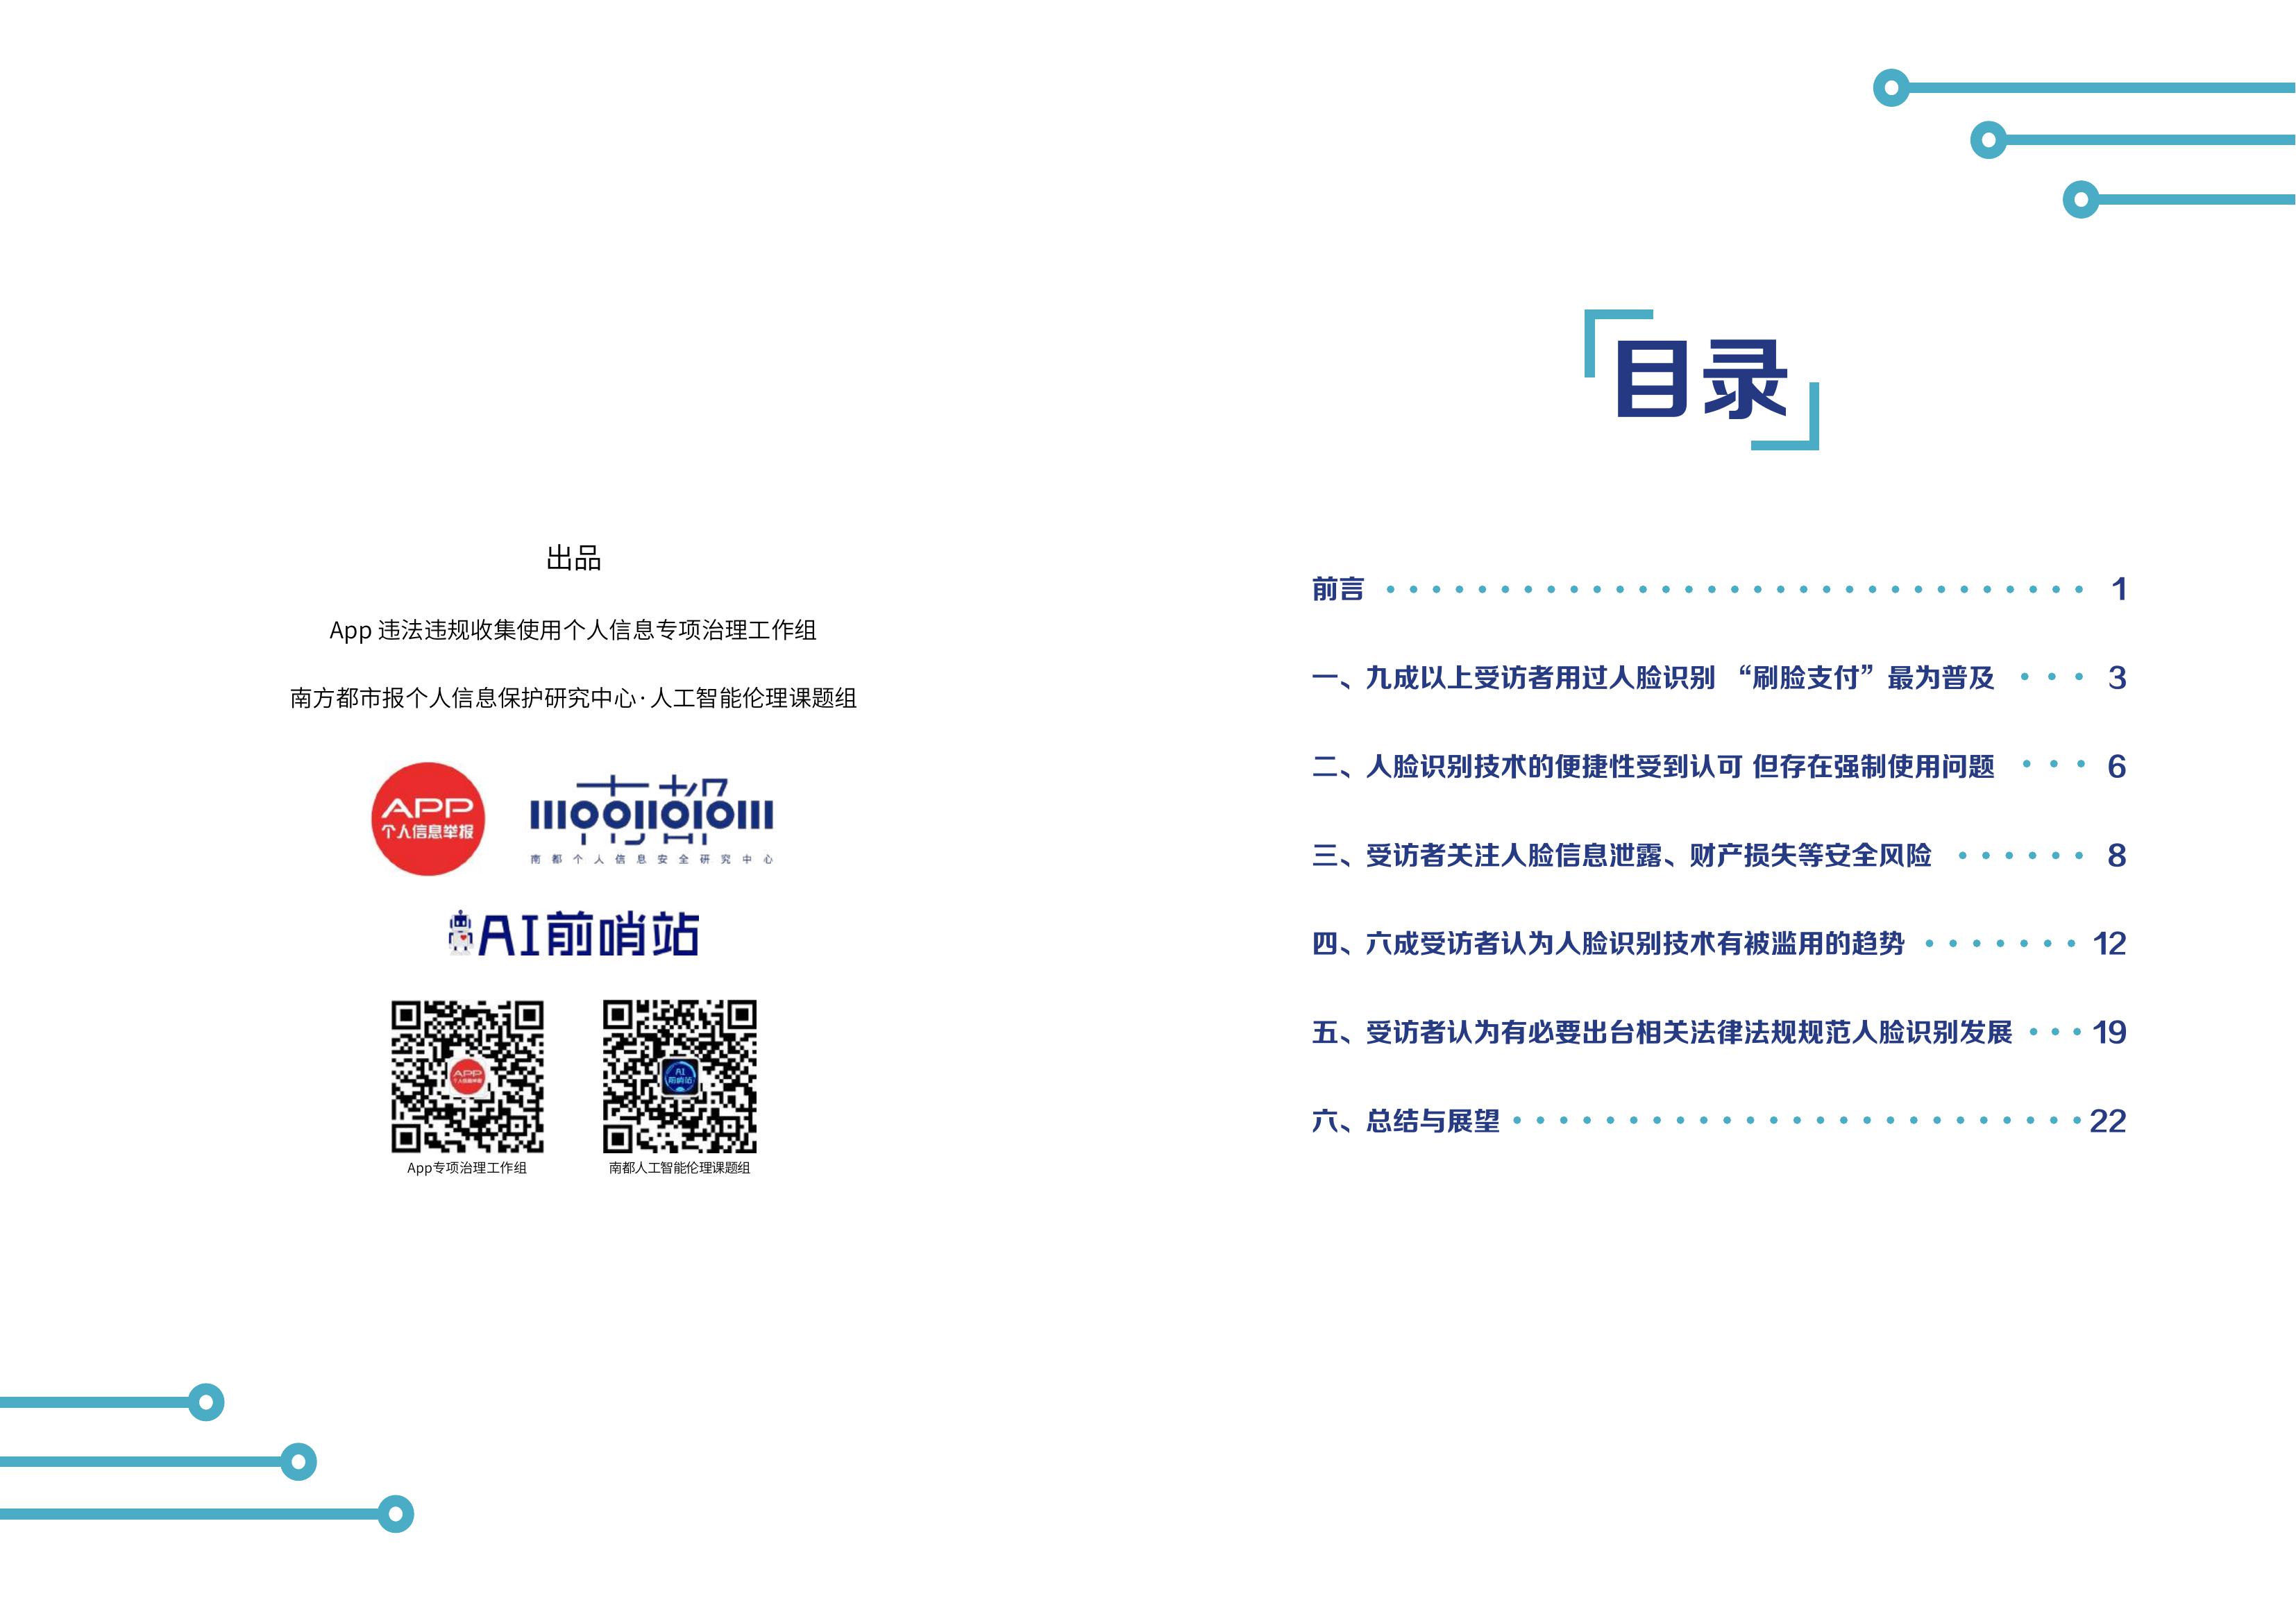 出品
App 违法违规收集使用个人信息专项治理工作组
南方都市报个人信息保护研究中心·人工智能伦理课题组
APP
个人信息举报
南都个人信息安全研究中心
AI前哨站
APP
个人信息举报
AI
前哨站
App专项治理工作组
南都人工智能伦理课题组
目录
前言 1
一、九成以上受访者用过人脸识别 “刷脸支付”最为普及 3
二、人脸识别技术的便捷性受到认可 但存在强制使用问题 6
三、受访者关注人脸信息泄露、财产损失等安全风险 8
四、六成受访者认为人脸识别技术有被滥用的趋势 12
五、受访者认为有必要出台相关法律法规规范人脸识别发展 19
六、总结与展望 22